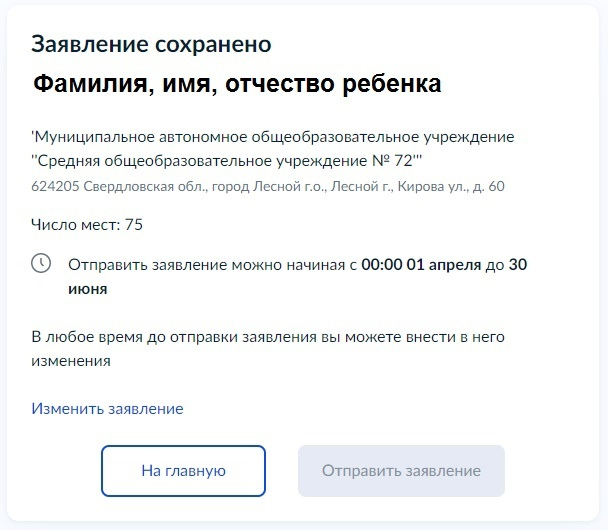 Заявление сохранено
Фамилия, имя, отчество ребенка
'Муниципальное автономное общеобразовательное учреждение
''Средняя общеобразовательное учреждение № 72'''
624205 Свердловская обл., город Лесной г.о., Лесной г., Кирова ул., д. 60
Число мест: 75
Отправить заявление можно начиная с 00:00 01 апреля до 30
июня
В любое время до отправки заявления вы можете внести в него
изменения
Изменить заявление
На главную
Отправить заявление